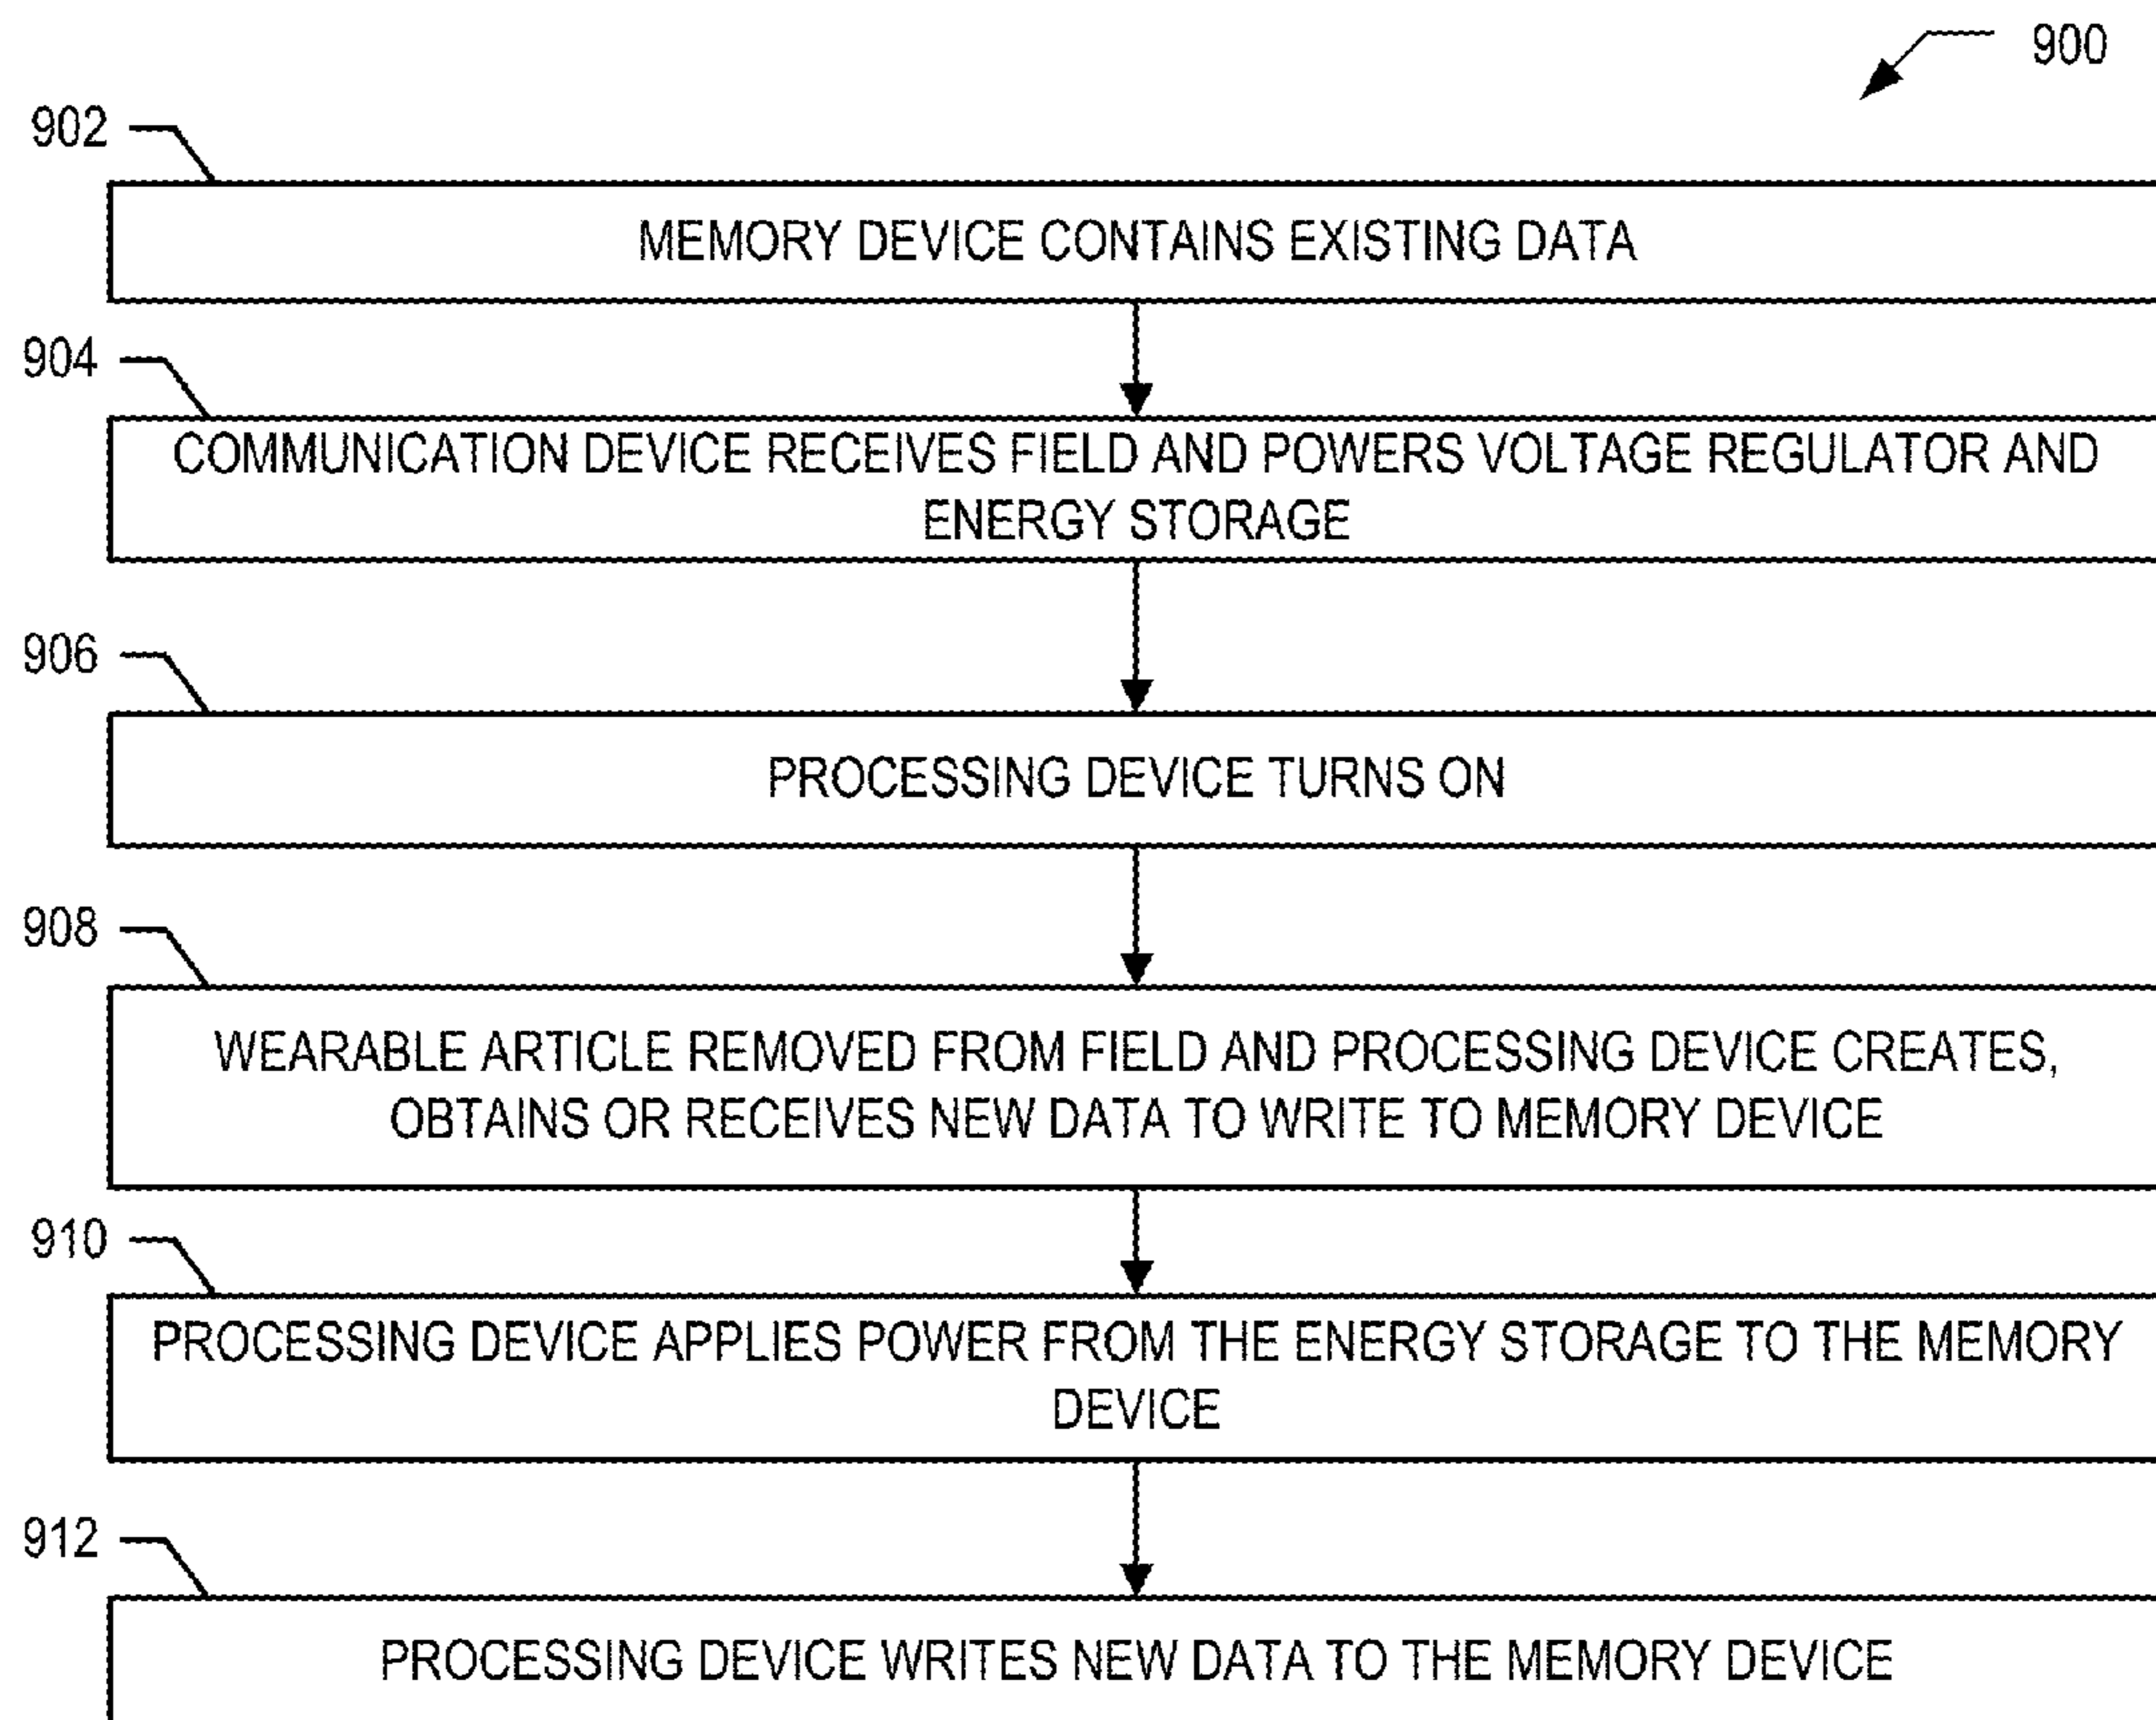 900
902
MEMORY DEVICE CONTAINS EXISTING DATA
904
COMMUNICATION DEVICE RECEIVES FIELD AND POWERS VOLTAGE REGULATOR AND
ENERGY STORAGE
906
PROCESSING DEVICE TURNS ON
908
WEARABLE ARTICLE REMOVED FROM FIELD AND PROCESSING DEVICE CREATES,
OBTAINS OR RECEIVES NEW DATA TO WRITE TO MEMORY DEVICE
910
PROCESSING DEVICE APPLIES POWER FROM THE ENERGY STORAGE TO THE MEMORY
DEVICE
912
PROCESSING DEVICE WRITES NEW DATA TO THE MEMORY DEVICE